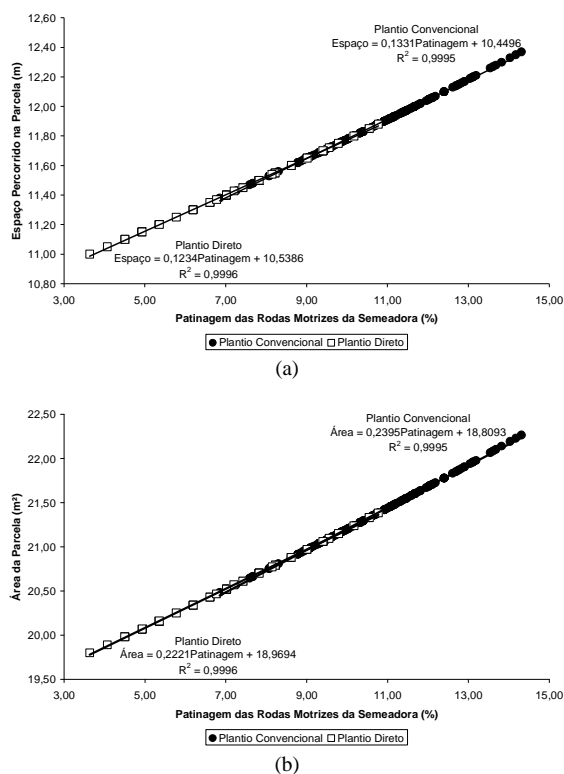 12,60
12,40
12,20
12,00
11,80
11,60
11,40
11,20
11,00
10,80
Espaço Percorrido na Parcela (m)
Plantio Convencional
Espaço = 0,1331Patinagem + 10,4496
R² = 0,9995
Plantio Direto
Espaço = 0,1234Patinagem + 10,5386
R² = 0,9996
3,00 5,00 7,00 9,00 11,00 13,00 15,00
Patinagem das Rodas Motrizes da Semeadora (%)
Plantio Convencional Plantio Direto
(a)
22,50
22,00
21,50
21,00
20,50
20,00
19,50
Área da Parcela (m²)
Plantio Convencional
Área = 0,2395Patinagem + 18,8093
R² = 0,9995
Plantio Direto
Área = 0,2221Patinagem + 18,9694
R² = 0,9996
3,00 5,00 7,00 9,00 11,00 13,00 15,00
Patinagem das Rodas Motrizes da Semeadora (%)
Plantio Convencional Plantio Direto
(b)